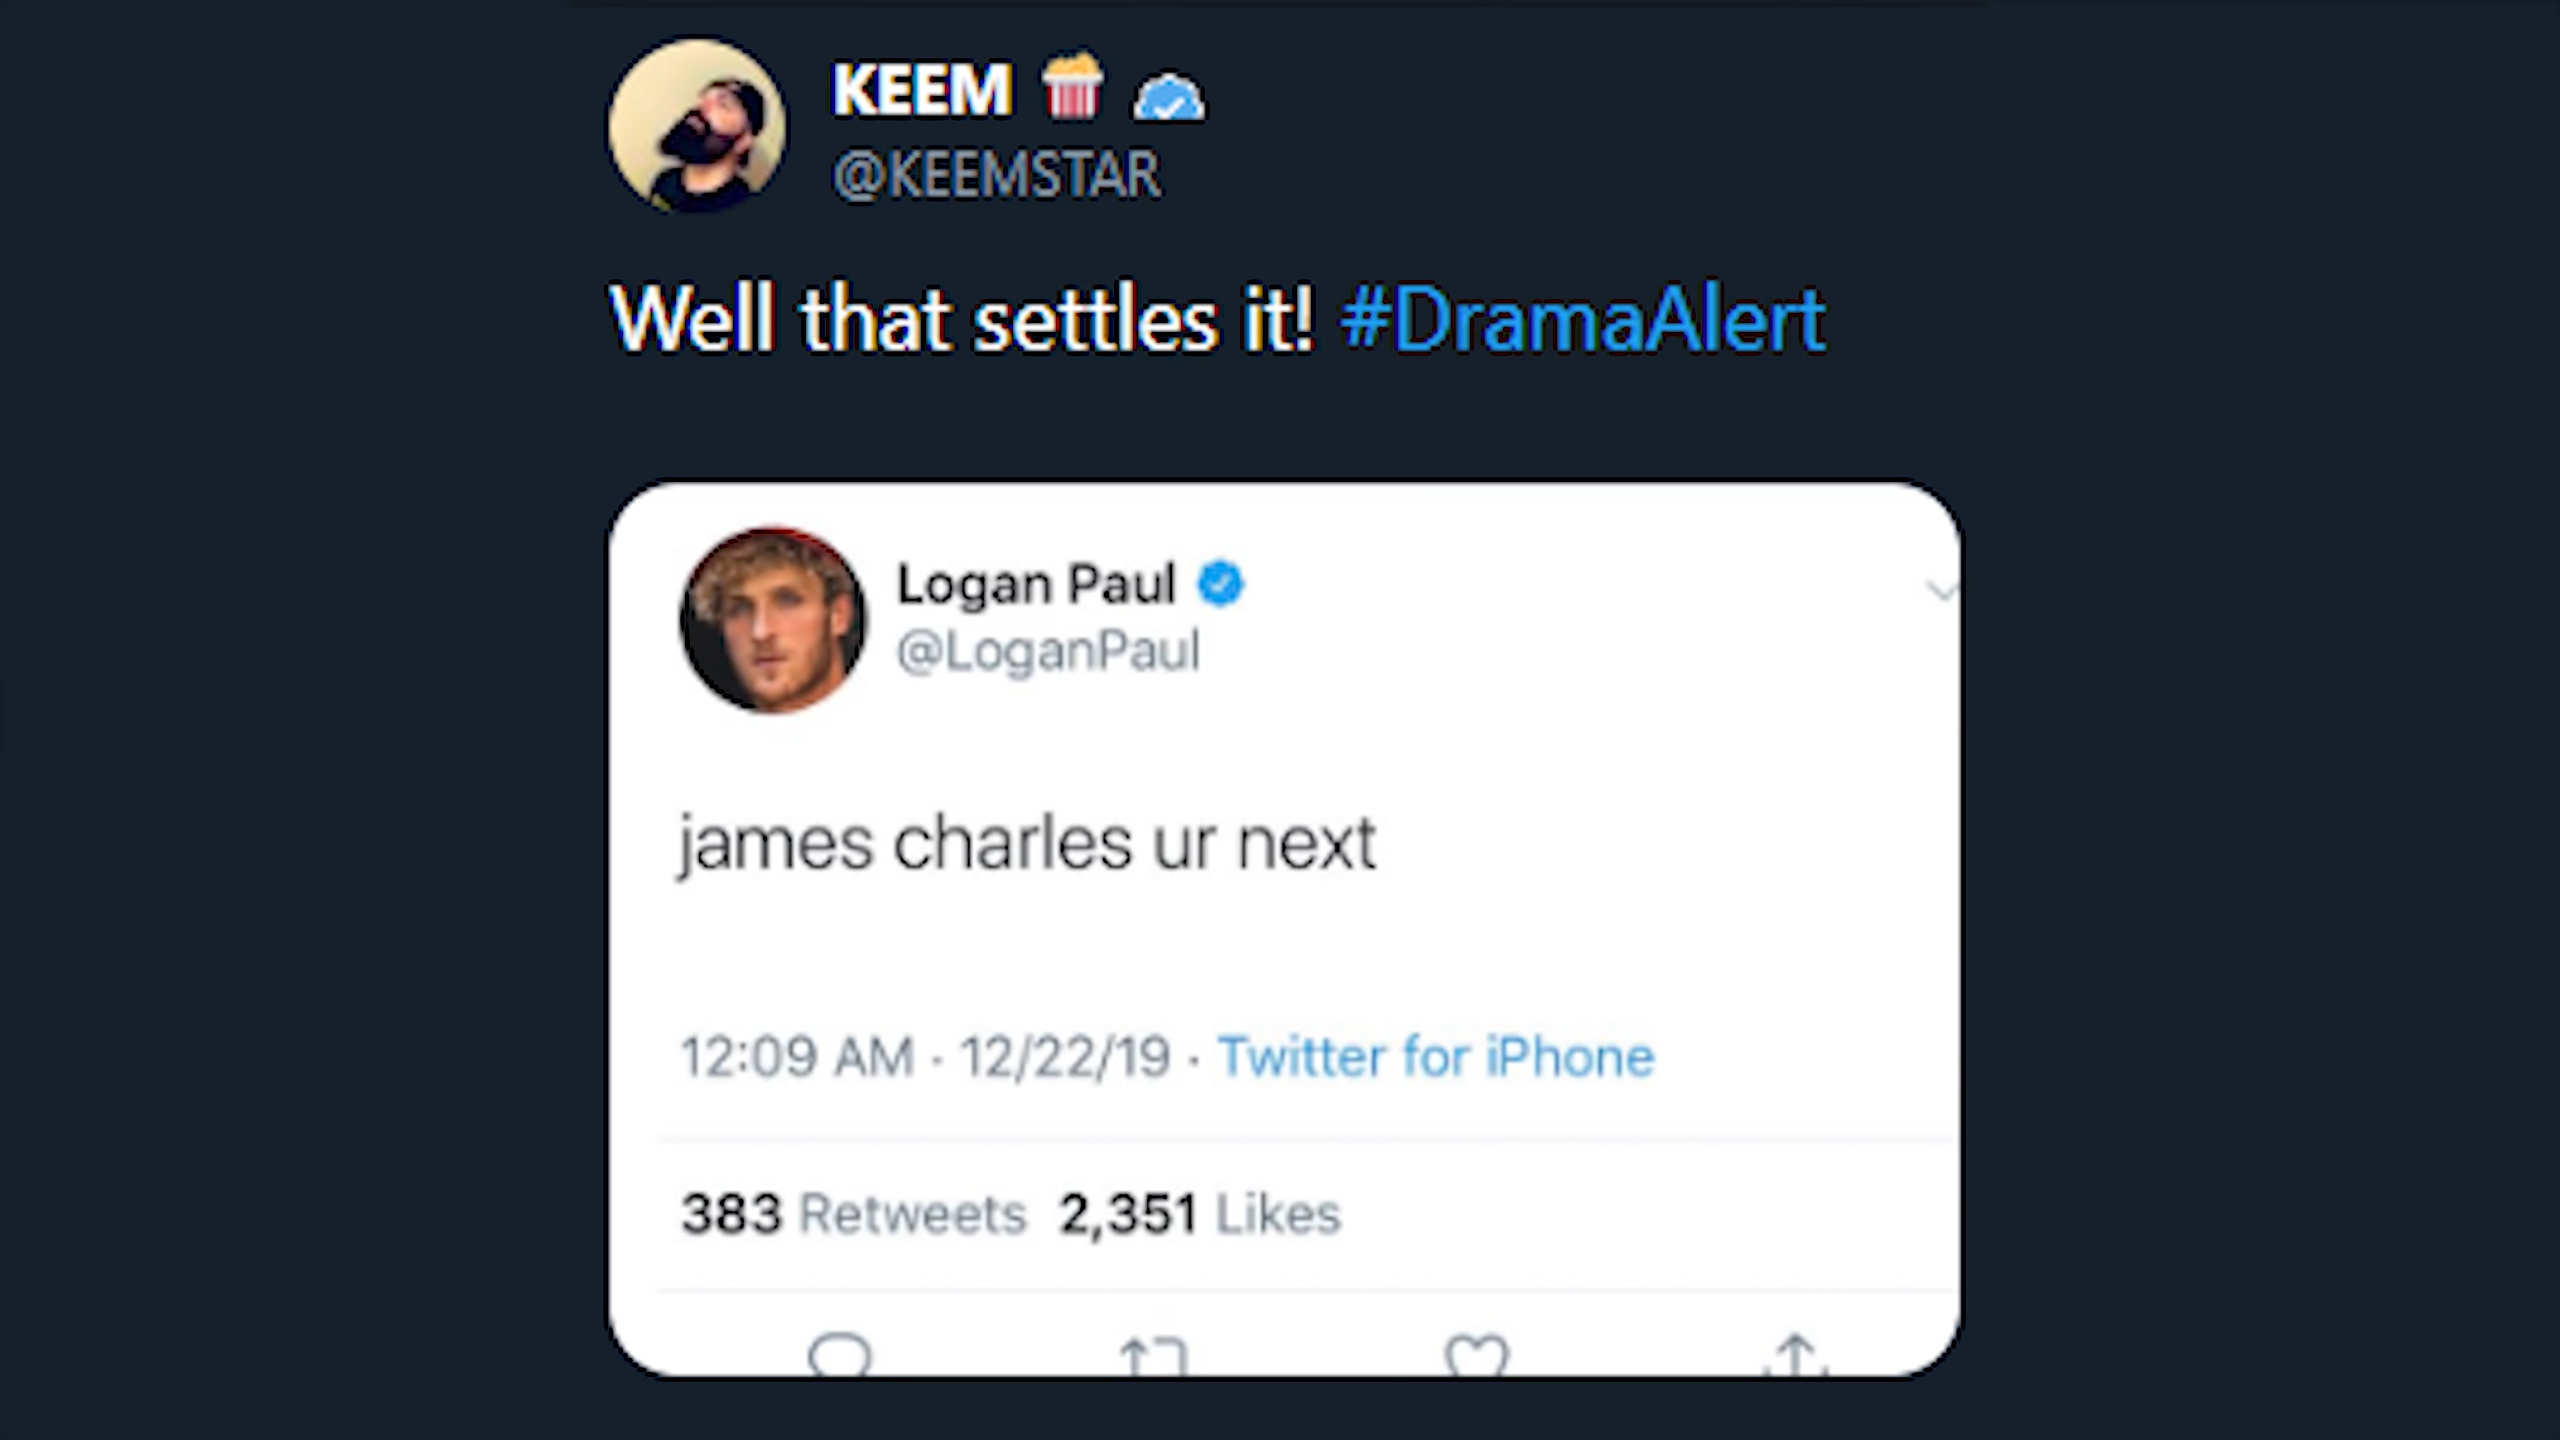 KEEM
@KEEMSTAR
Well that settles it! #DramaAlert
Logan Paul
@LoganPaul
james charles ur next
12:09 AM · 12/22/19 · Twitter for iPhone
383 Retweets 2,351 Likes